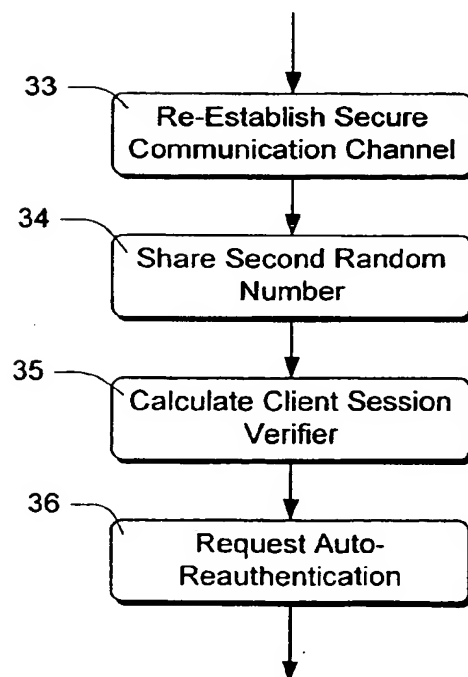 33
Re-Establish Secure
Communication Channel
34
Share Second Random
Number
35
Calculate Client Session
Verifier
36
Request Auto-
Reauthentication